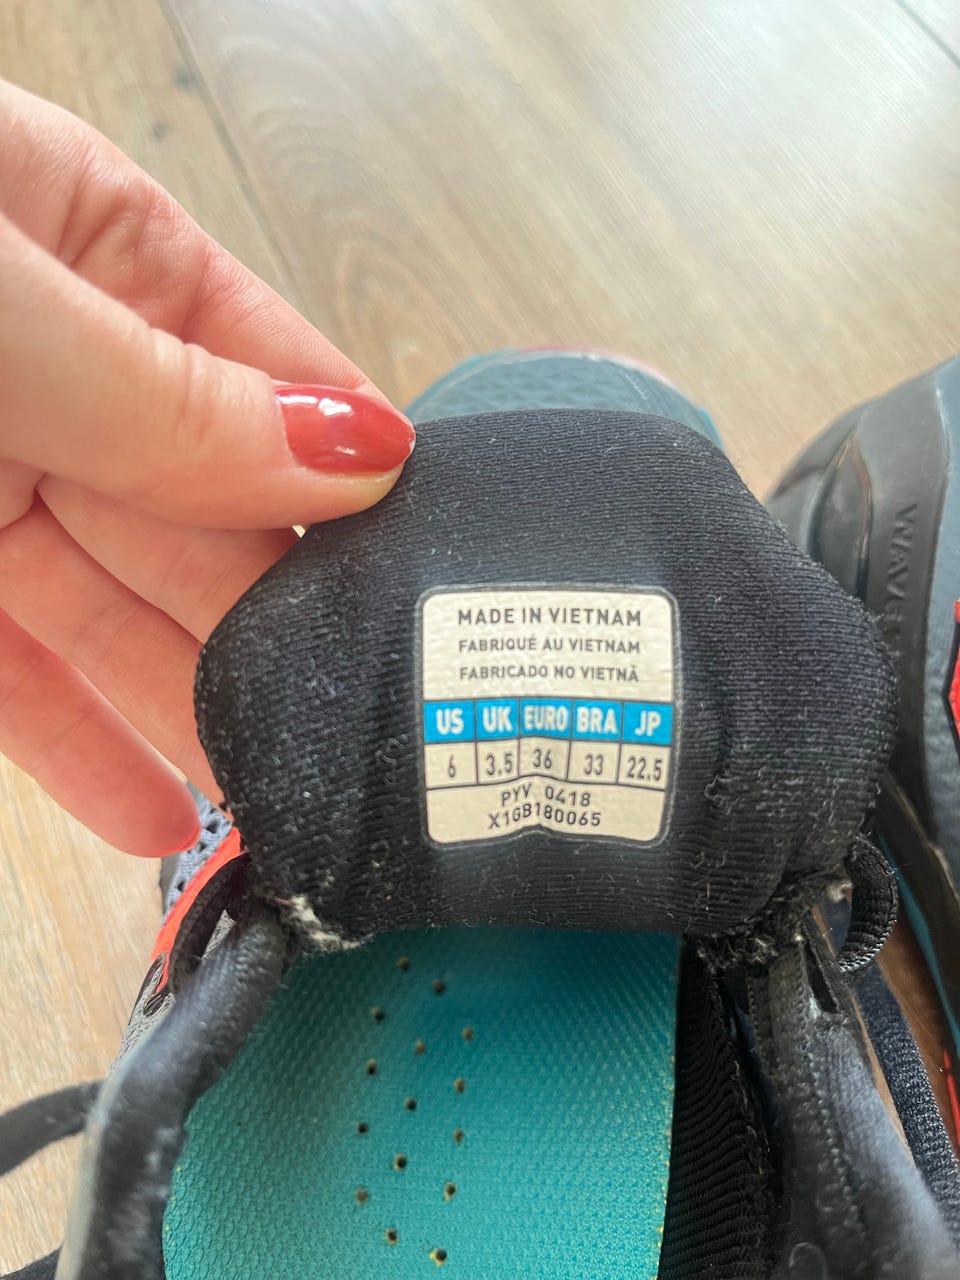 MADE IN VIETNAM
FABRIQUÉ AU VIETNAM
FABRICADO NO VIETNÃ
US UK EURO BRA JP
6 3.5 36 33 22.5
PYV 0418
X1GB180065